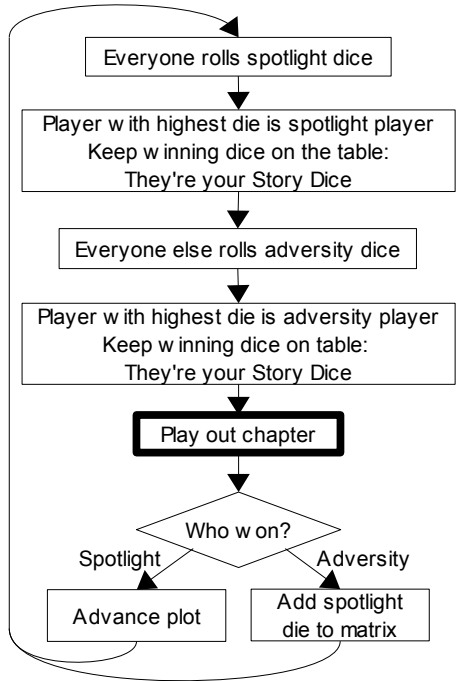 Everyone rolls spotlight dice
Player with highest die is spotlight player
Keep winning dice on the table:
They're your Story Dice
Everyone else rolls adversity dice
Player with highest die is adversity player
Keep winning dice on table:
They're your Story Dice
Play out chapter
Who won?
Spotlight
Adversity
Advance plot
Add spotlight
die to matrix